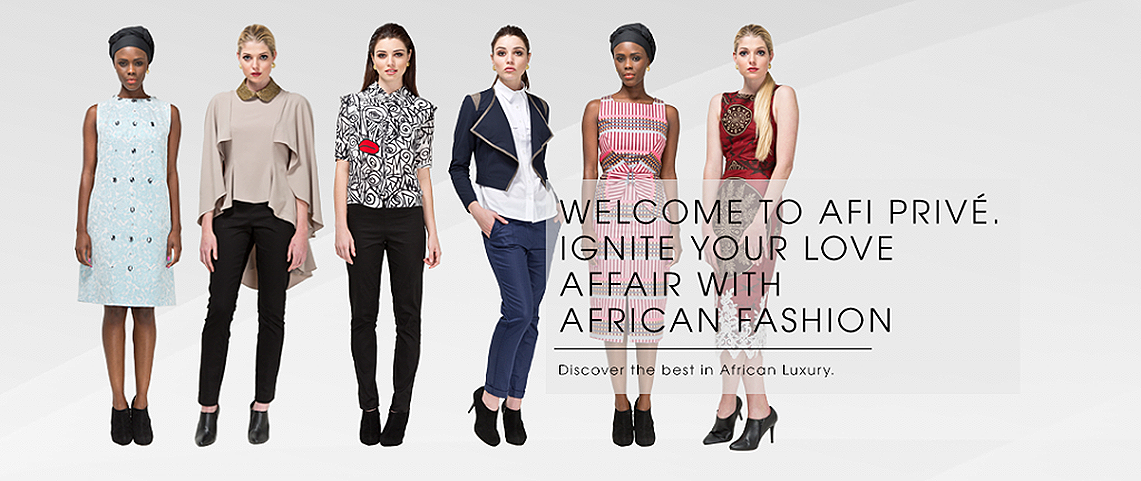 WELCOME TO AFI PRIVÉ.
IGNITE YOUR LOVE
AFFAIR WITH
AFRICAN FASHION
Discover the best in African Luxury.